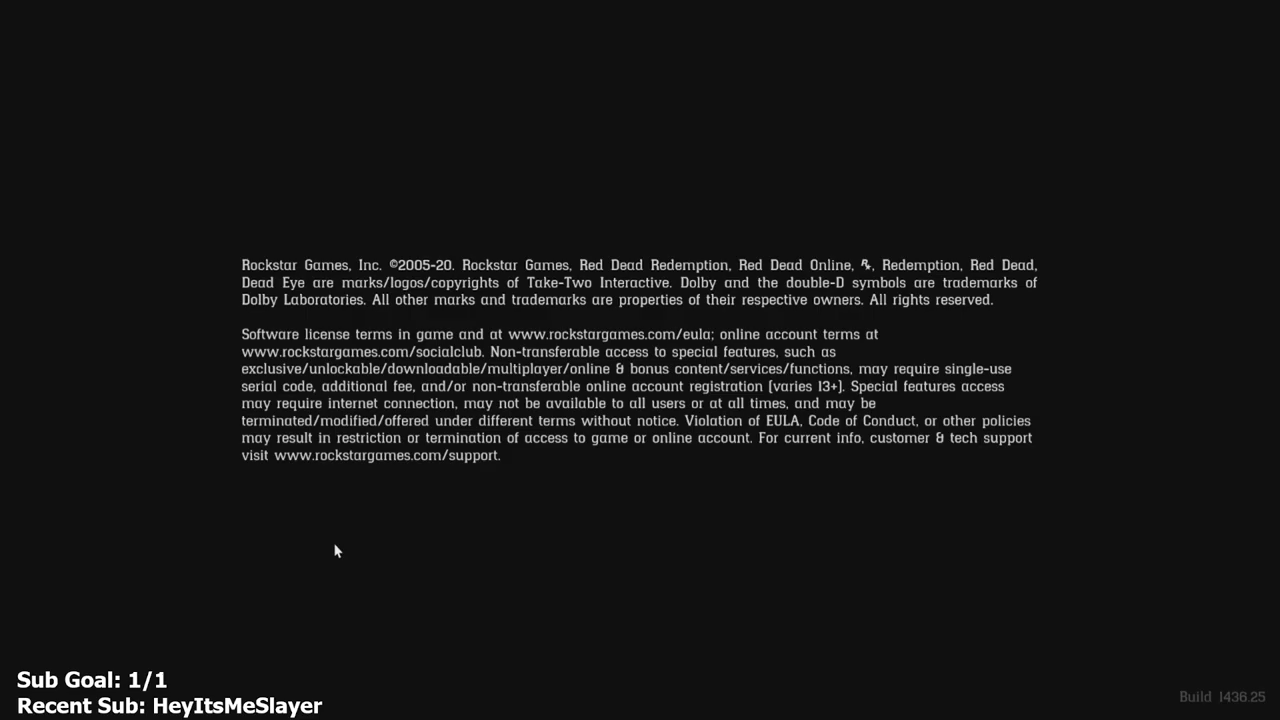 Rockstar Games, Inc. ©2005-20. Rockstar Games, Red Dead Redemption, Red Dead Online, R*, Redemption, Red Dead,
Dead Eye are marks/logos/copyrights of Take-Two Interactive. Dolby and the double-D symbols are trademarks of
Dolby Laboratories. All other marks and trademarks are properties of their respective owners. All rights reserved.
Software license terms in game and at www.rockstargames.com/eula; online account terms at
www.rockstargames.com/socialclub. Non-transferable access to special features, such as
exclusive/unlockable/downloadable/multiplayer/online & bonus content/services/functions, may require single-use
serial code, additional fee, and/or non-transferable online account registration (varies 13+). Special features access
may require internet connection, may not be available to all users or at all times, and may be
terminated/modified/offered under different terms without notice. Violation of EULA, Code of Conduct, or other policies
may result in restriction or termination of access to game or online account. For current info, customer & tech support
visit www.rockstargames.com/support.
Sub Goal: 1/1
Recent Sub: HeyItsMeSlayer
Build 1436.25